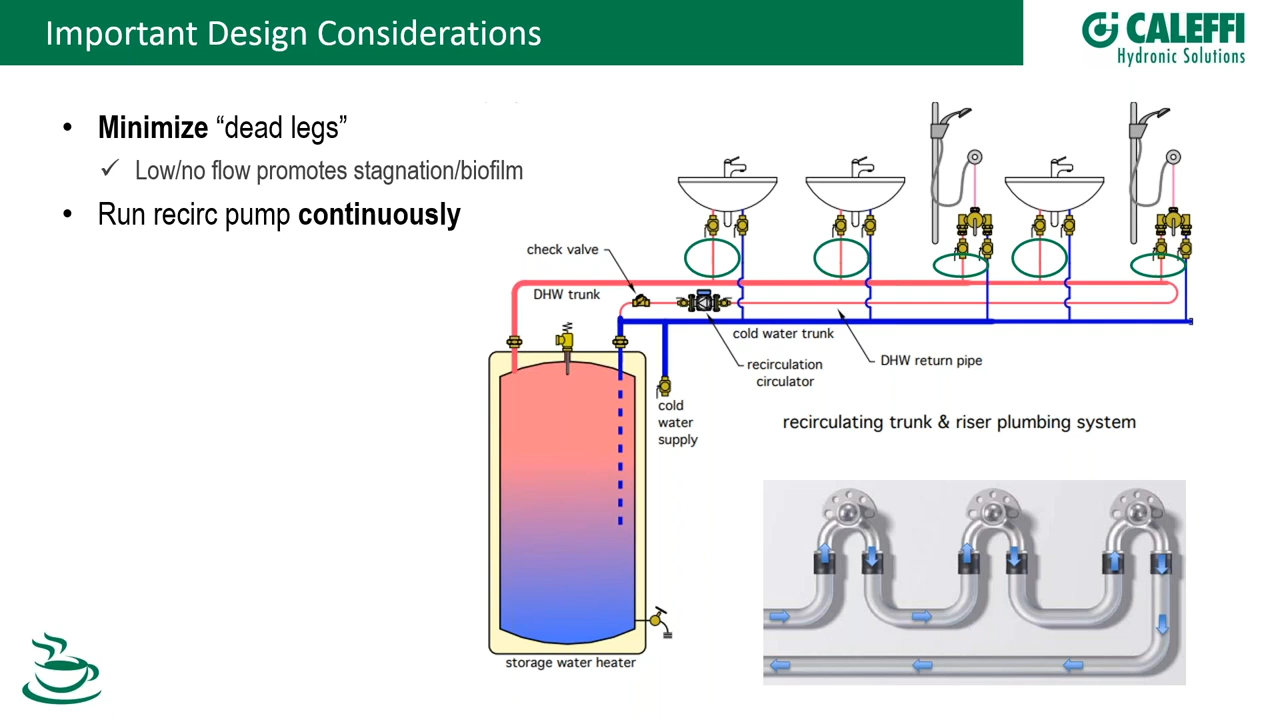 Important Design Considerations
CALEFFI
Hydronic Solutions
• Minimize “dead legs”
✓ Low/no flow promotes stagnation/biofilm
• Run recirc pump continuously
check valve
DHW trunk
cold water trunk
recirculation
circulator
DHW return pipe
cold
water
supply
recirculating trunk & riser plumbing system
storage water heater